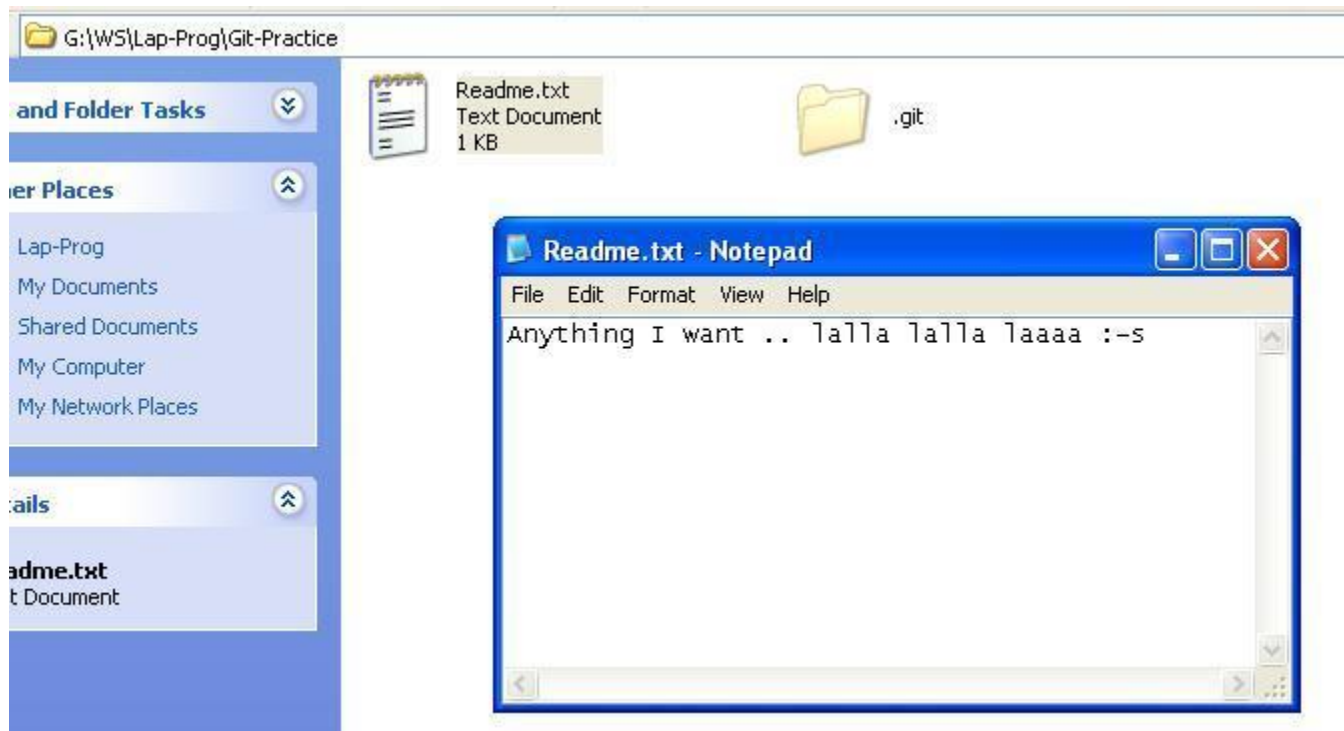 G:\WS\Lap-Prog\Git-Practice
and Folder Tasks
Readme.txt
Text Document
1 KB
.git
er Places
Lap-Prog
My Documents
Shared Documents
My Computer
My Network Places
Readme.txt - Notepad
File Edit Format View Help
Anything I want .. lalla lalla laaaa :-s
ails
adme.txt
t Document